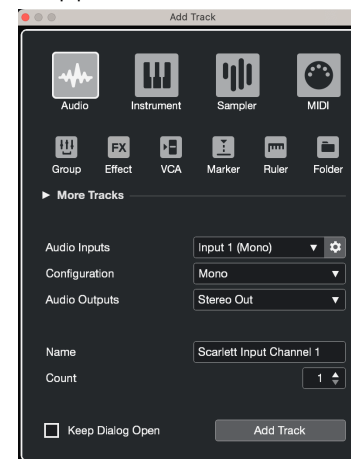 Add Track
Audio Instrument Sampler MIDI
Group Effect VCA Marker Ruler Folder
FX
More Tracks
Audio Inputs Input 1 (Mono)
Configuration Mono
Audio Outputs Stereo Out
Name Scarlett Input Channel 1
Count 1
Keep Dialog Open Add Track